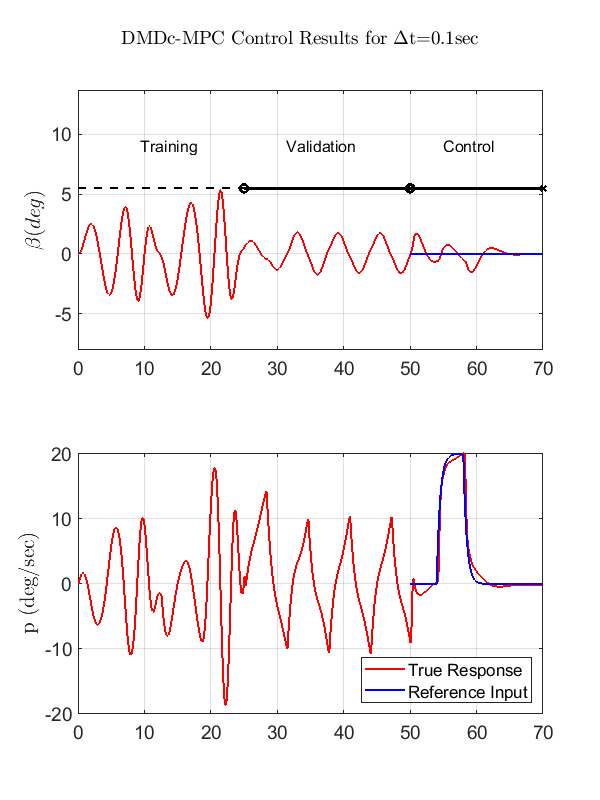 DMDc-MPC Control Results for Δt=0.1sec
10
5
0
-5
β(deg)
Training
Validation
Control
0 10 20 30 40 50 60 70
20
10
0
-10
-20
p (deg/sec)
True Response
Reference Input
0 10 20 30 40 50 60 70